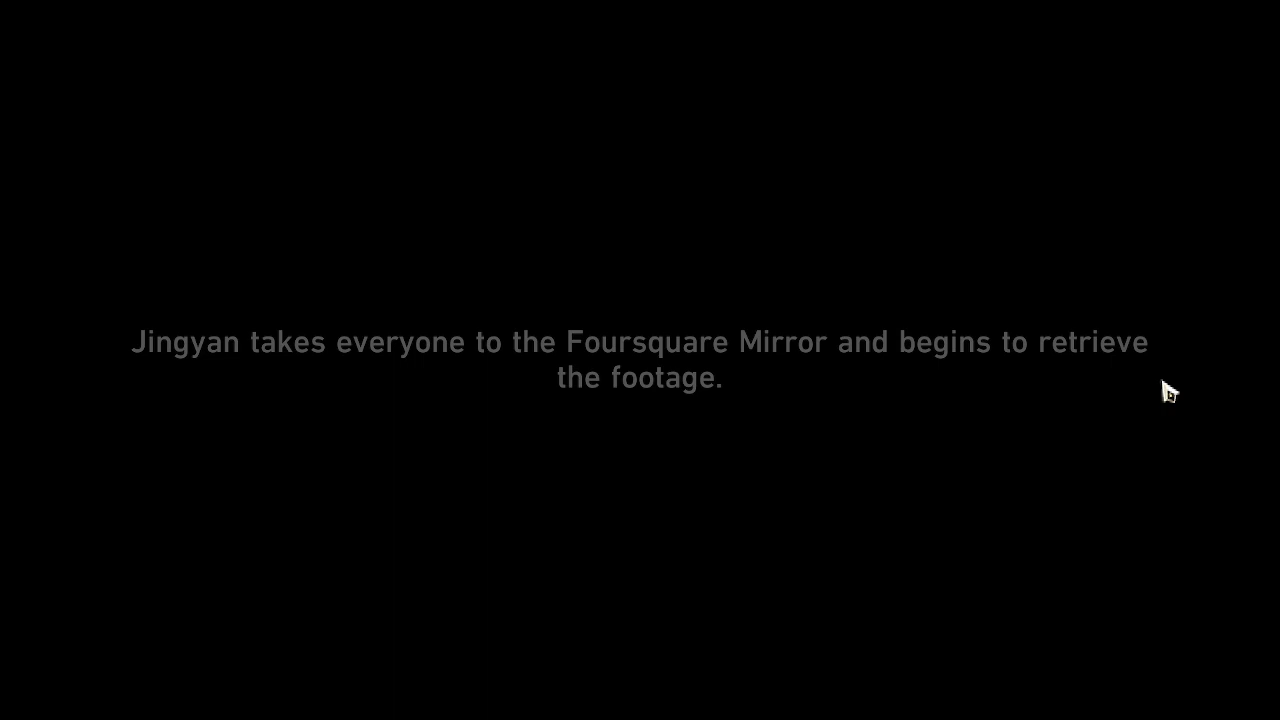 Jingyan takes everyone to the Foursquare Mirror and begins to retrieve
the footage.